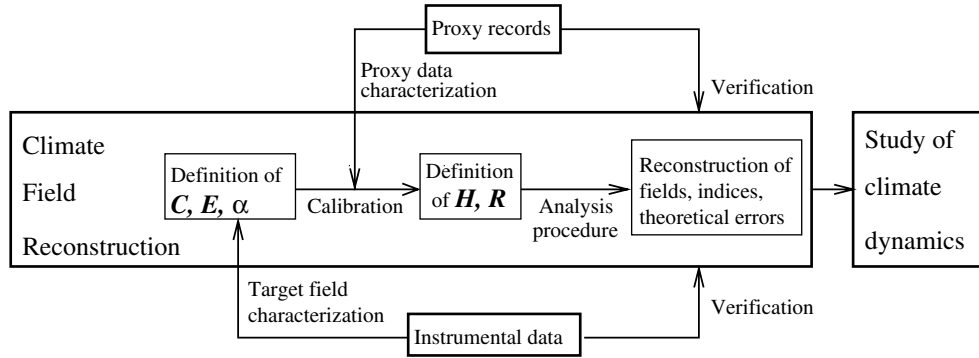 Proxy records
Proxy data
characterization
Verification
Climate
Field
Reconstruction
Definition of
C, E, α
Calibration
Definition
of H, R
Analysis
procedure
Reconstruction of
fields, indices,
theoretical errors
Study of
climate
dynamics
Target field
characterization
Verification
Instrumental data